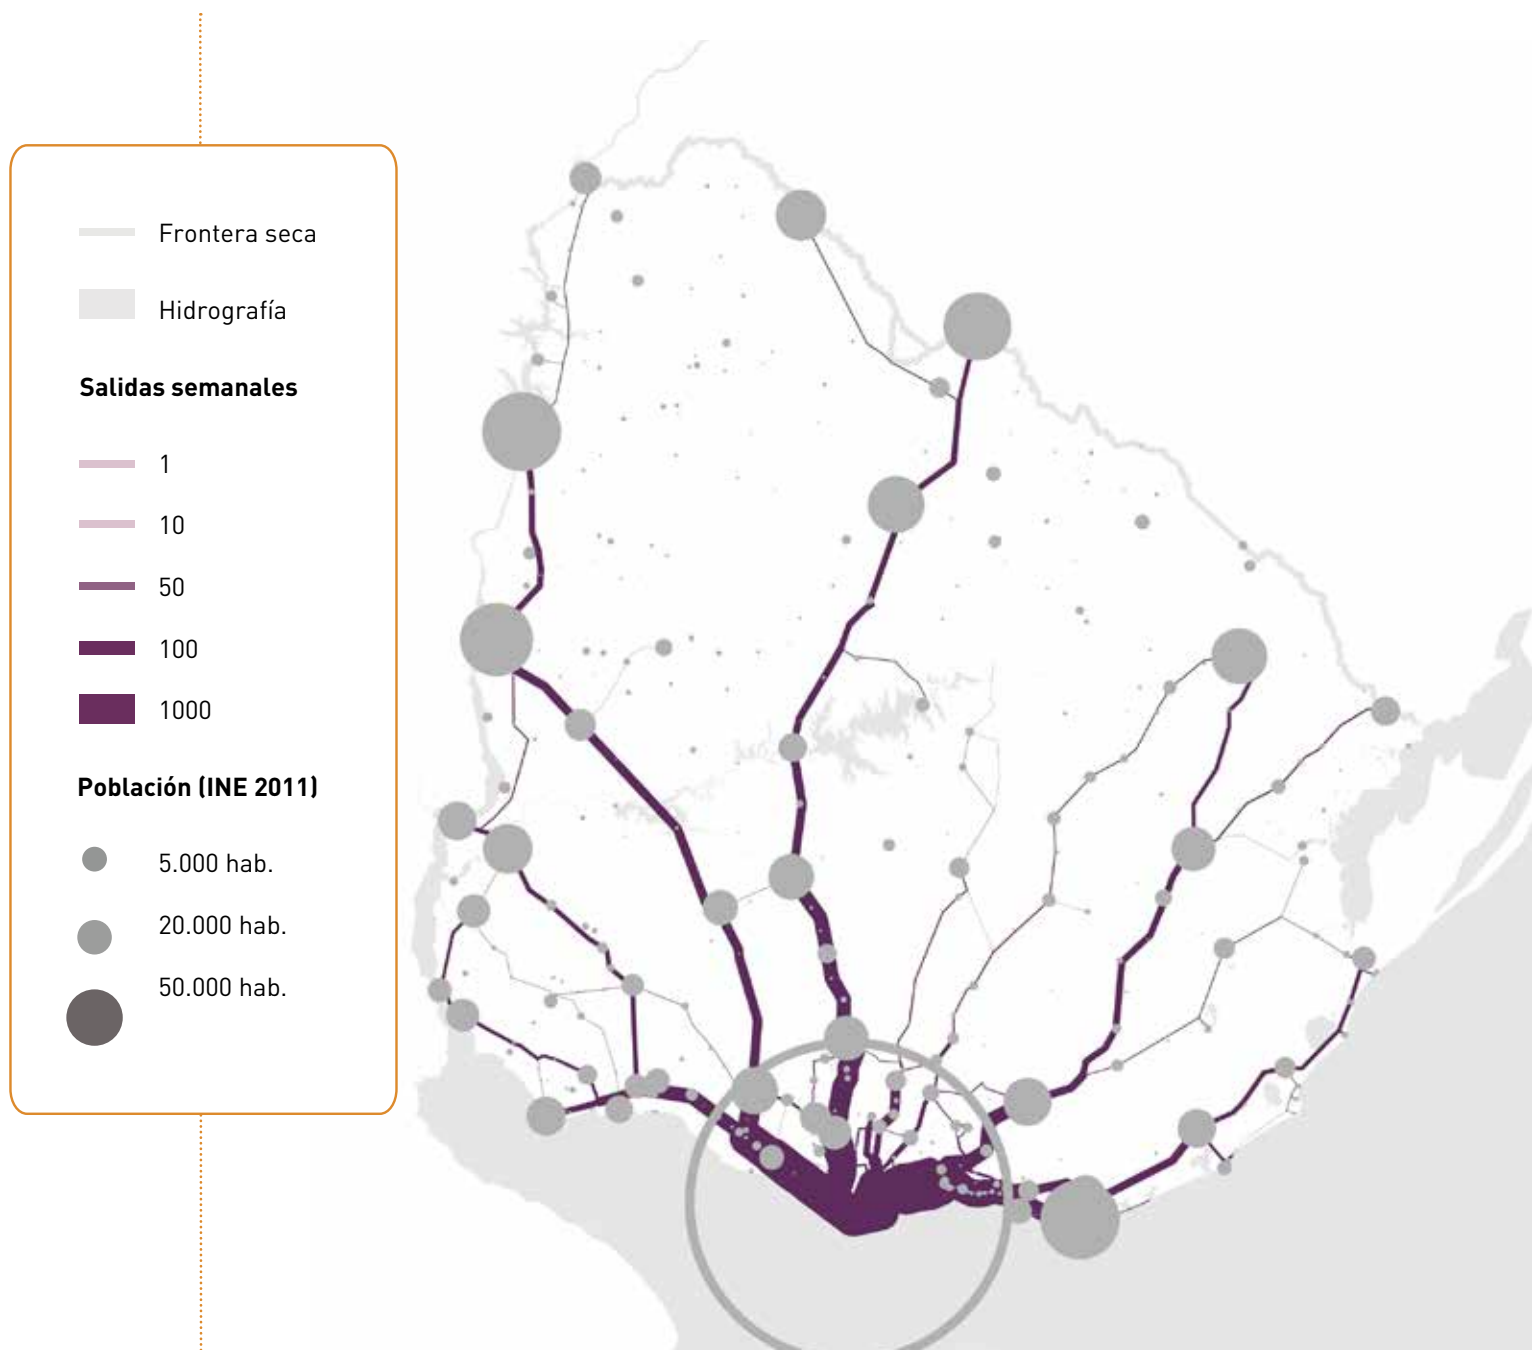 Frontera seca
Hidrografía
Salidas semanales
1
10
50
100
1000
Población (INE 2011)
5.000 hab.
20.000 hab.
50.000 hab.